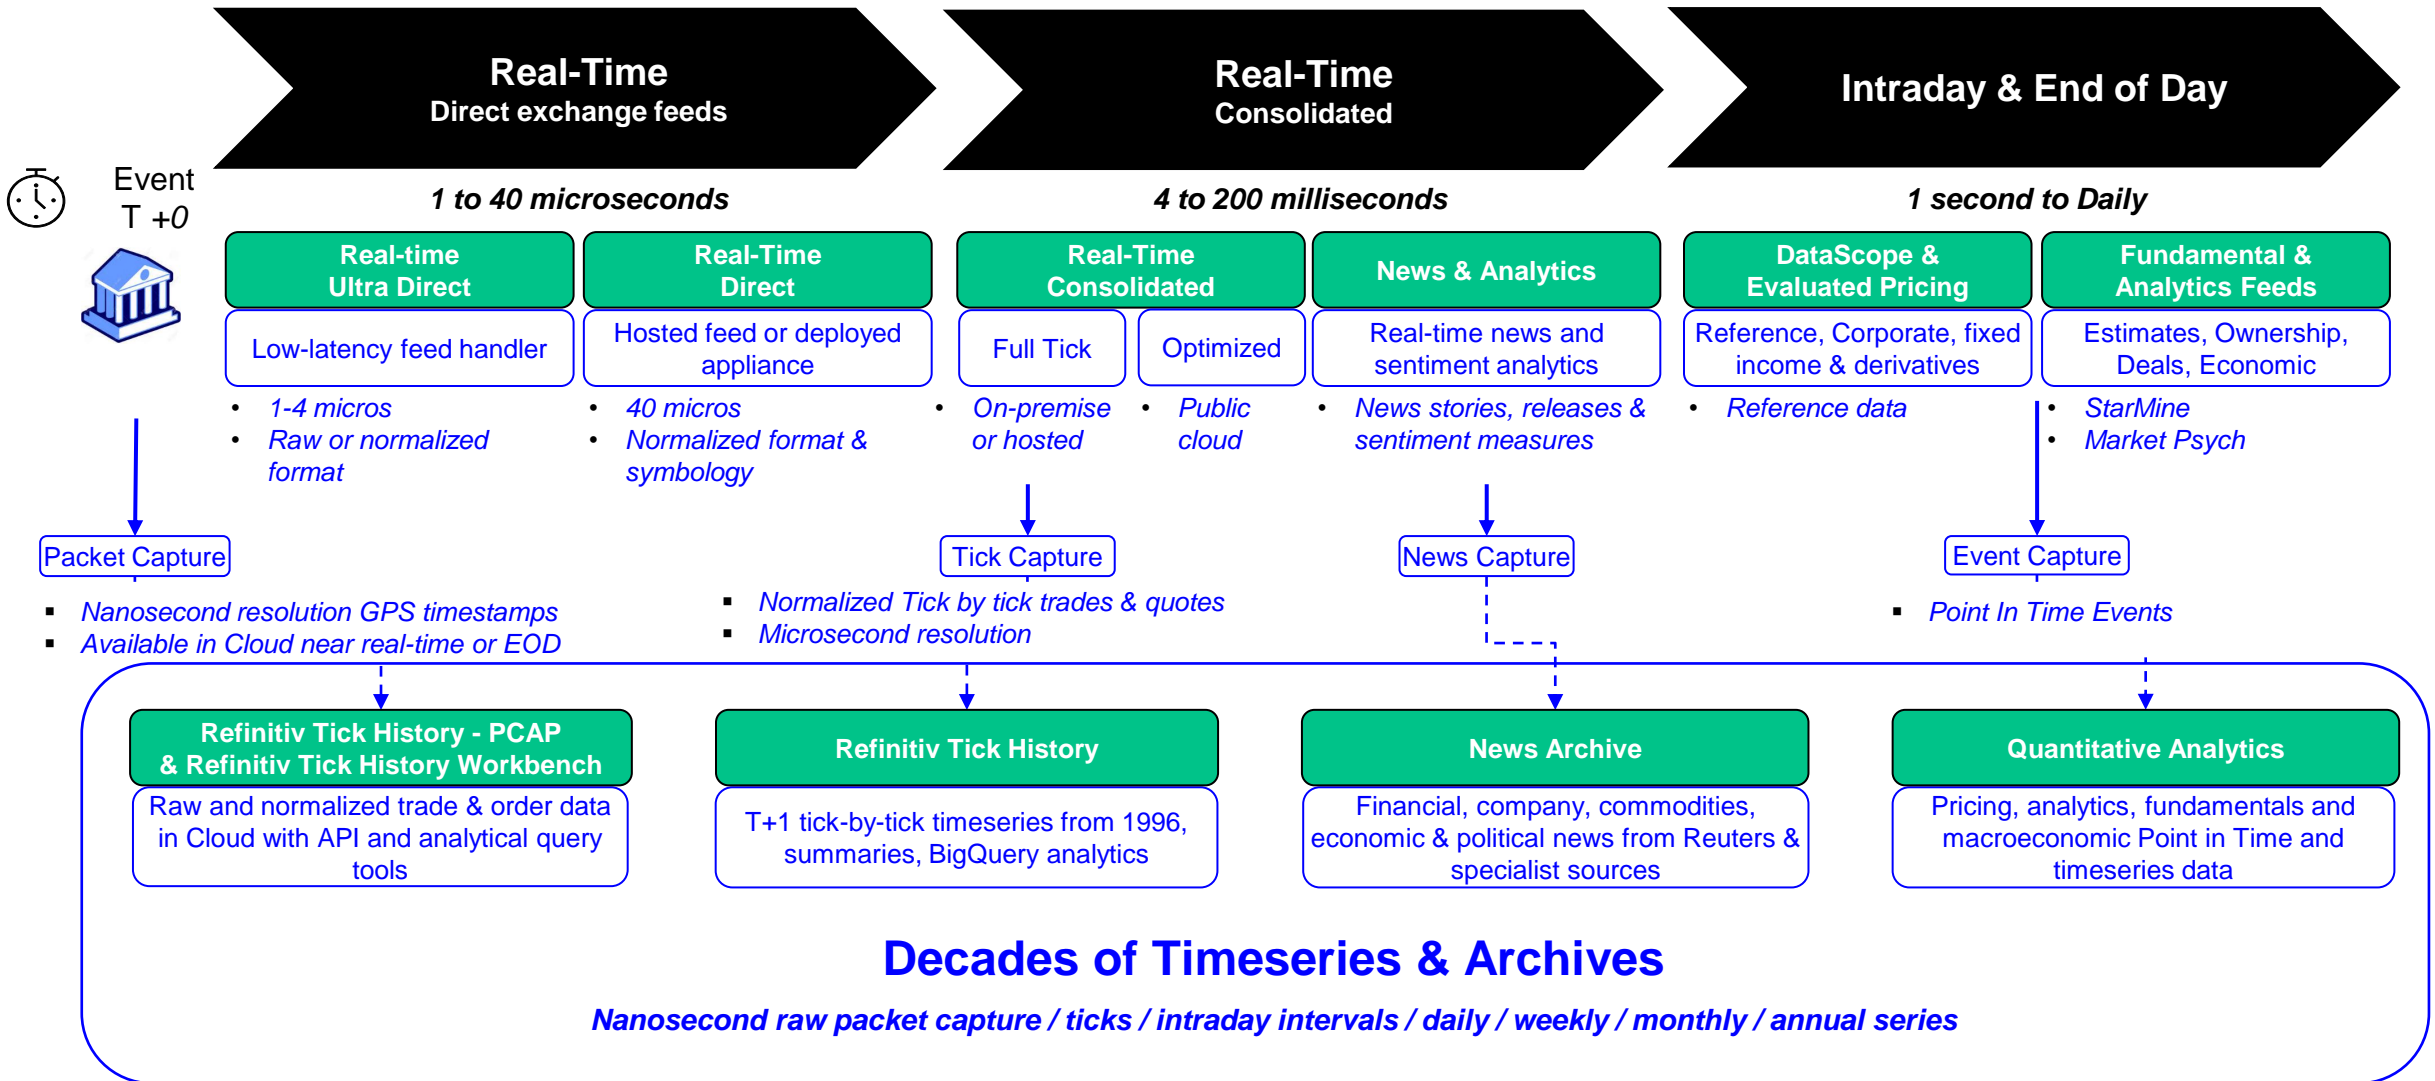 Real-Time
Direct exchange feeds
Real-Time
Consolidated
Intraday & End of Day
Event
T +0
1 to 40 microseconds
4 to 200 milliseconds
1 second to Daily
Real-time
Ultra Direct
Low-latency feed handler
• 1-4 micros
• Raw or normalized
format
Real-Time
Direct
Hosted feed or deployed
appliance
• 40 micros
• Normalized format &
symbology
Real-Time
Consolidated
Full Tick
• On-premise
or hosted
Optimized
• Public
cloud
News & Analytics
Real-time news and
sentiment analytics
• News stories, releases &
sentiment measures
DataScope &
Evaluated Pricing
Reference, Corporate, fixed
income & derivatives
• Reference data
Fundamental &
Analytics Feeds
Estimates, Ownership,
Deals, Economic
• StarMine
• Market Psych
Packet Capture
▪ Nanosecond resolution GPS timestamps
▪ Available in Cloud near real-time or EOD
Tick Capture
▪ Normalized Tick by tick trades & quotes
▪ Microsecond resolution
News Capture
Event Capture
▪ Point In Time Events
Refinitiv Tick History - PCAP
& Refinitiv Tick History Workbench
Raw and normalized trade & order data
in Cloud with API and analytical query
tools
Refinitiv Tick History
T+1 tick-by-tick timeseries from 1996,
summaries, BigQuery analytics
News Archive
Financial, company, commodities,
economic & political news from Reuters &
specialist sources
Quantitative Analytics
Pricing, analytics, fundamentals and
macroeconomic Point in Time and
timeseries data
Decades of Timeseries & Archives
Nanosecond raw packet capture / ticks / intraday intervals / daily / weekly / monthly / annual series